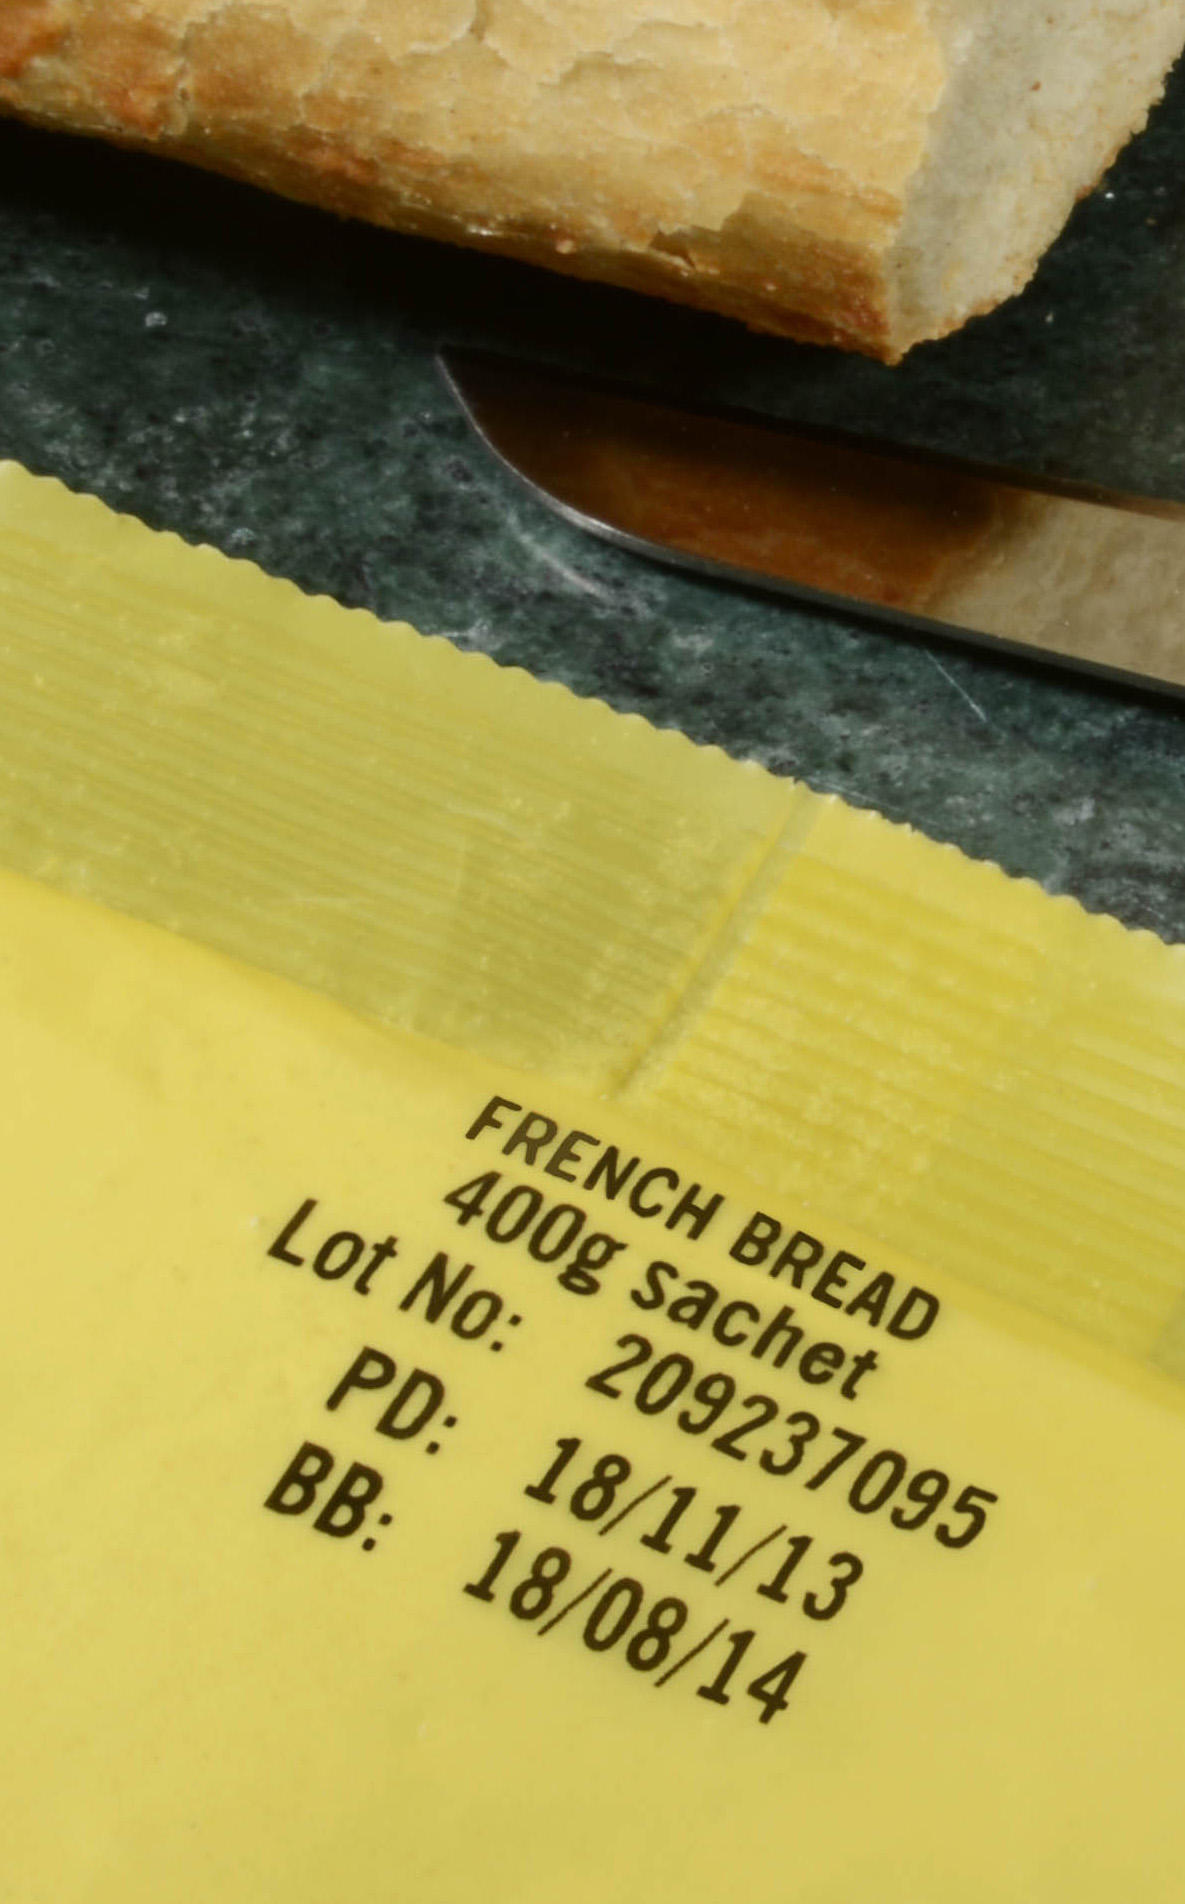 FRENCH BREAD
400g sachet
Lot No: 209237095
PD: 18/11/13
BB: 18/08/14